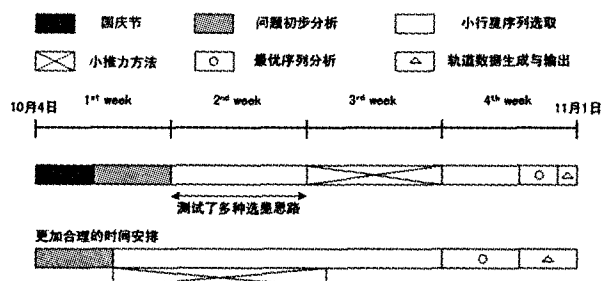 国庆节 问题初步分析 小行星序列选取
小推力方法 最优序列分析 轨道数据生成与输出
10月4日 1st week 2nd week 3rd week 4th week 11月1日
测试了多种选星思路
更加合理的时间安排